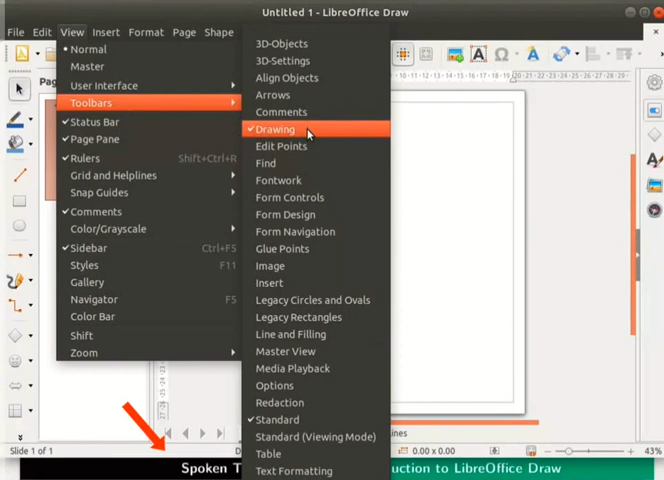 Untitled 1 - LibreOffice Draw
File Edit View Insert Format Page Shape
Normal
Master
User Interface
Toolbars
Status Bar
Page Pane
Rulers Shift+Ctrl+R
Grid and Helplines
Snap Guides
Comments
Color/Grayscale
Sidebar Ctrl+F5
Styles F11
Gallery
Navigator F5
Color Bar
Shift
Zoom
3D-Objects
3D-Settings
Align Objects
Arrows
Comments
Drawing
Edit Points
Find
Fontwork
Form Controls
Form Design
Form Navigation
Glue Points
Image
Insert
Legacy Circles and Ovals
Legacy Rectangles
Line and Filling
Master View
Media Playback
Options
Redaction
Standard
Standard (Viewing Mode)
Table
Text Formatting
Slide 1 of 1
0.00 x 0.00
43%
Spoken
to LibreOffice Draw